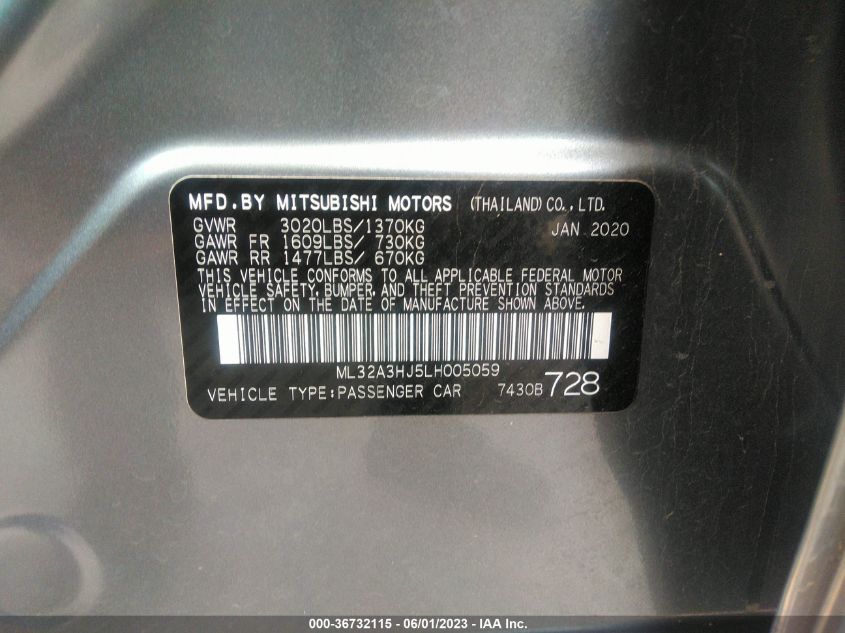 MFD.BY MITSUBISHI MOTORS (THAILAND) CO., LTD.
GVWR 3020LBS/1370KG JAN 2020
GAWR FR 1609LBS/ 730KG
GAWR RR 1477LBS/ 670KG
THIS VEHICLE CONFORMS TO ALL APPLICABLE FEDERAL MOTOR
VEHICLE SAFETY, BUMPER, AND THEFT PREVENTION STANDARDS
IN EFFECT ON THE DATE OF MANUFACTURE SHOWN ABOVE.
ML32A3HJ5LH005059
VEHICLE TYPE:PASSENGER CAR 7430B 728
000-36732115 - 06/01/2023 - IAA Inc.